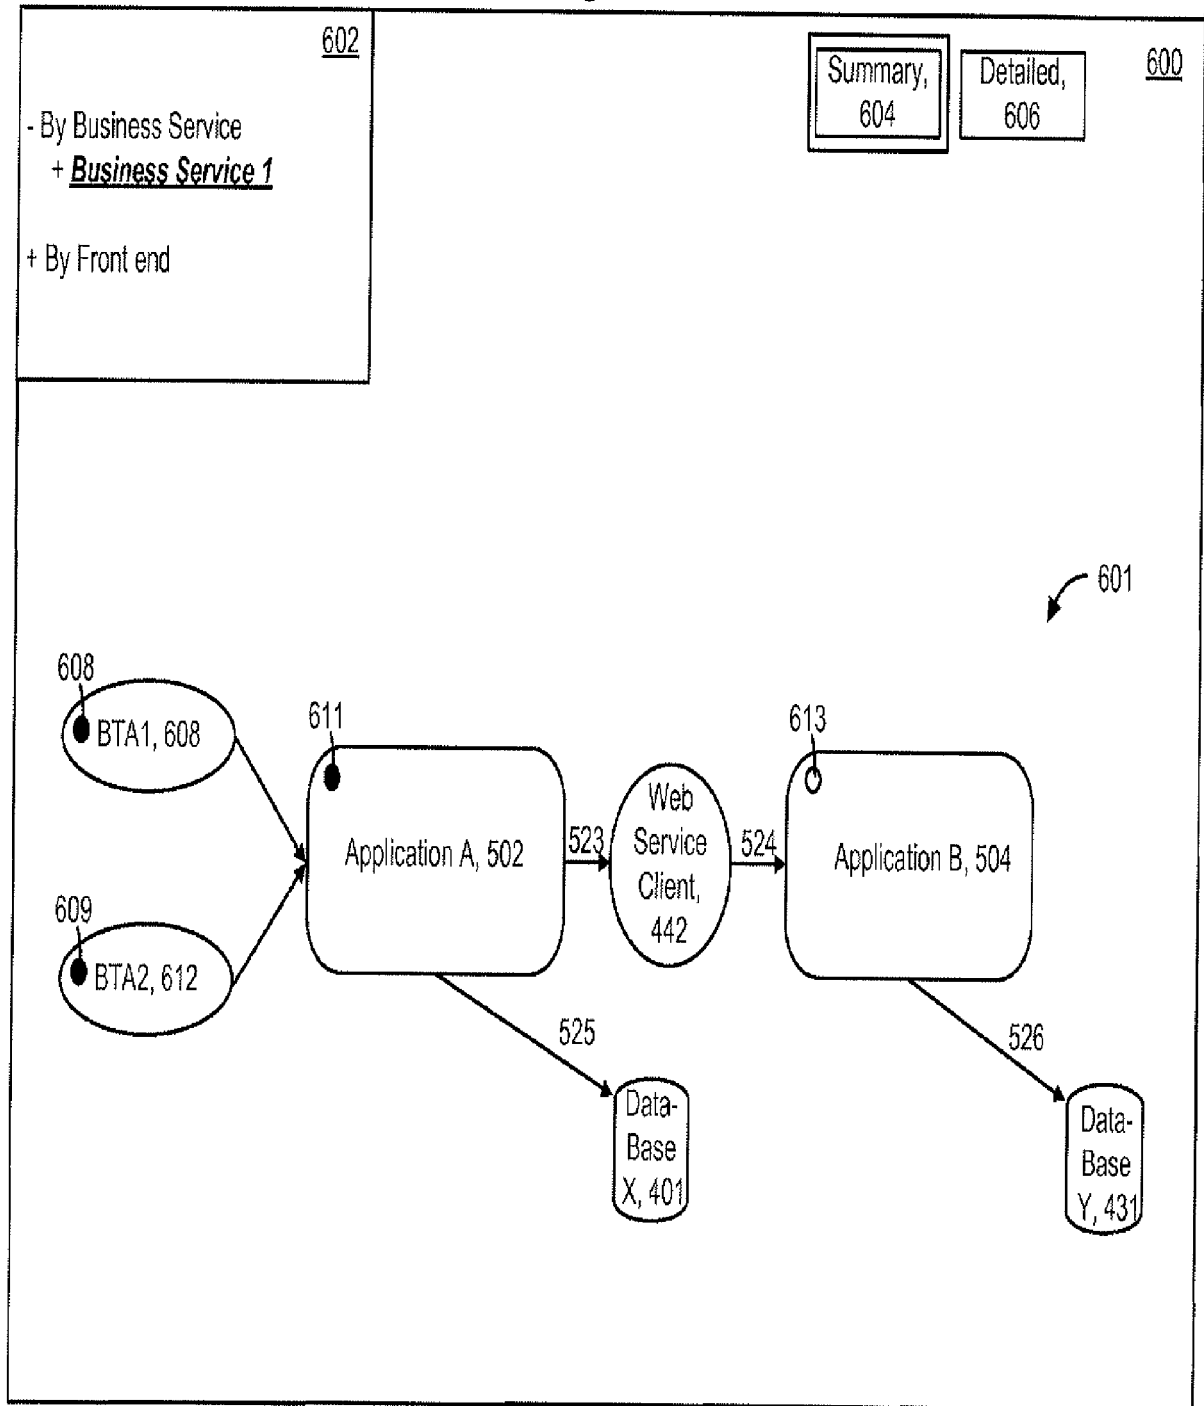 602
- By Business Service
+ Business Service 1
+ By Front end
Summary,
604
Detailed,
606
600
601
608
BTA1, 608
609
BTA2, 612
611
Application A, 502
523
Web
Service
Client,
442
524
613
Application B, 504
525
Data-
Base
X, 401
526
Data-
Base
Y, 431